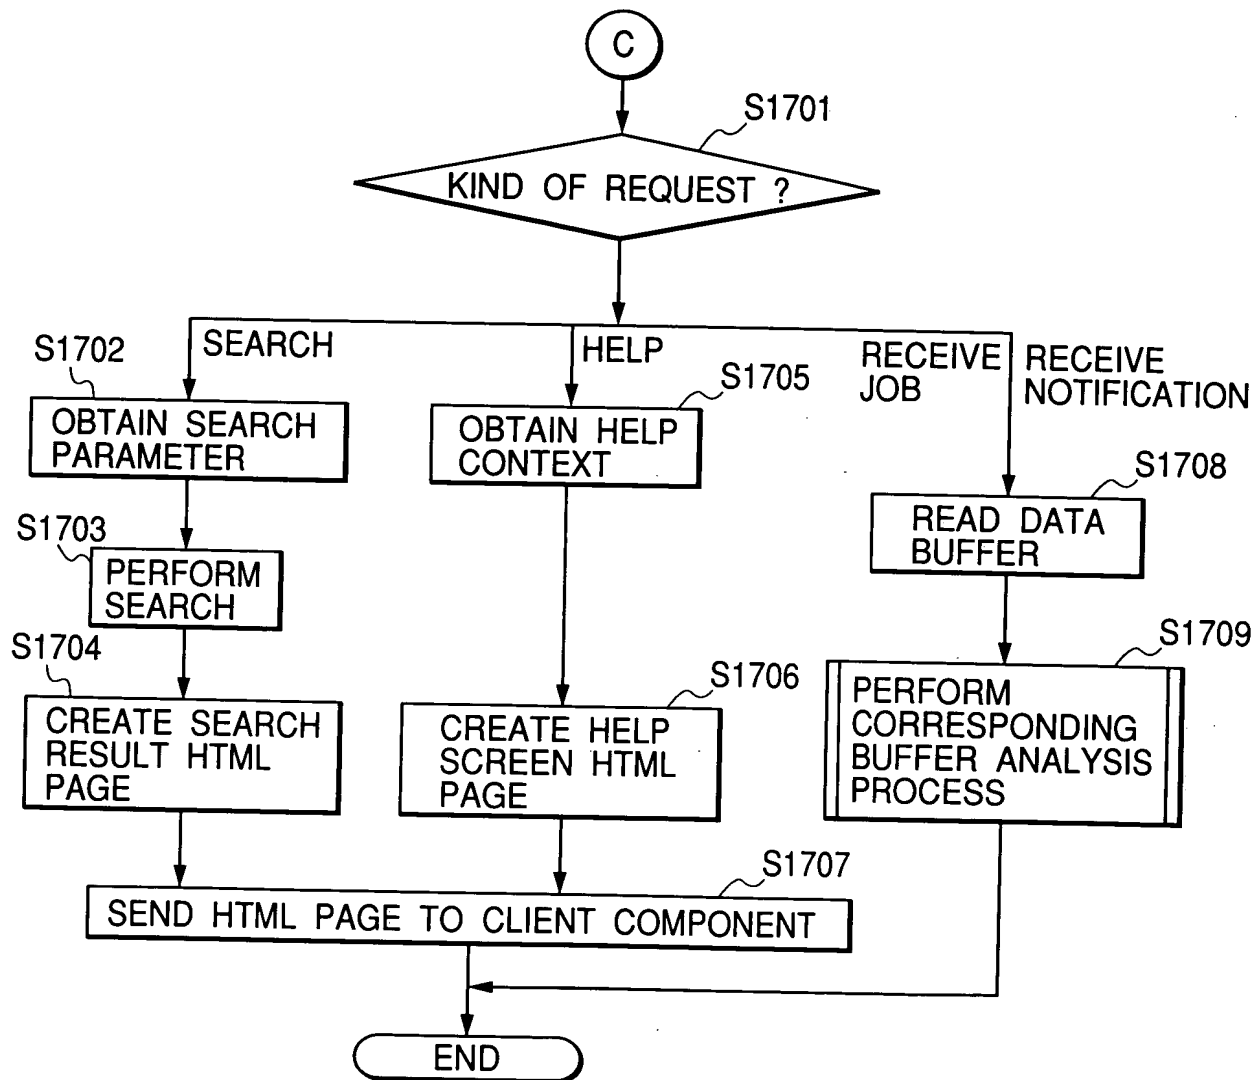 C
S1701
KIND OF REQUEST ?
SEARCH
HELP
RECEIVE
JOB
RECEIVE
NOTIFICATION
S1702
OBTAIN SEARCH
PARAMETER
S1705
OBTAIN HELP
CONTEXT
S1708
READ DATA
BUFFER
S1703
PERFORM
SEARCH
S1704
CREATE SEARCH
RESULT HTML
PAGE
S1706
CREATE HELP
SCREEN HTML
PAGE
S1709
PERFORM
CORRESPONDING
BUFFER ANALYSIS
PROCESS
S1707
SEND HTML PAGE TO CLIENT COMPONENT
END